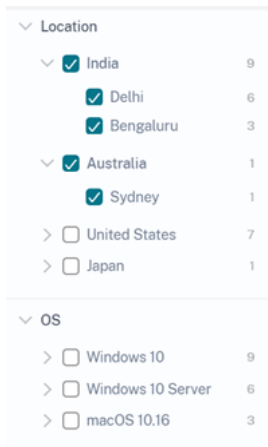 Location
India 9
Delhi 6
Bengaluru 3
Australia 1
Sydney 1
United States 7
Japan 1
OS
Windows 10 9
Windows 10 Server 6
macOS 10.16 3